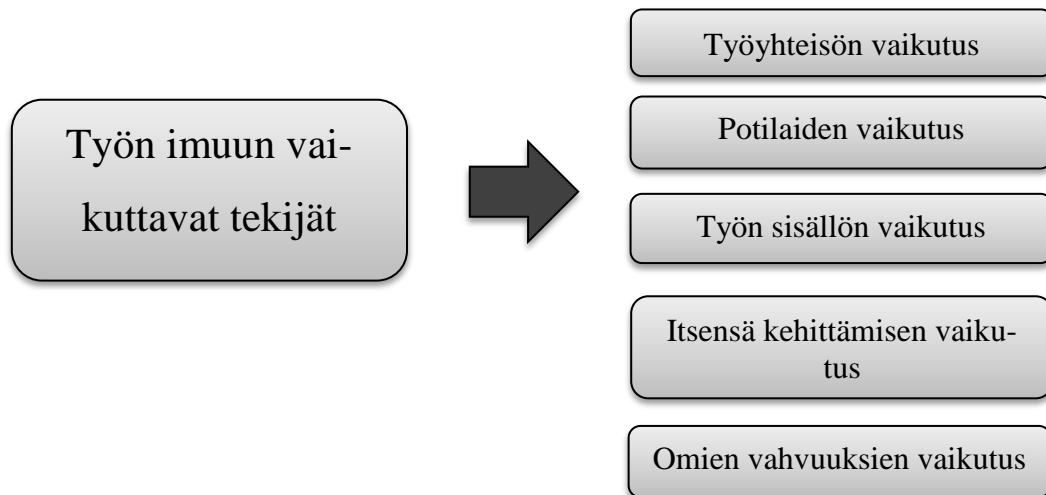 Työn imuun vai-
kuttavat tekijät
Työyhteisön vaikutus
Potilaiden vaikutus
Työn sisällön vaikutus
Itsensä kehittämisen vaiku-
tus
Omien vahvuuksien vaikutus